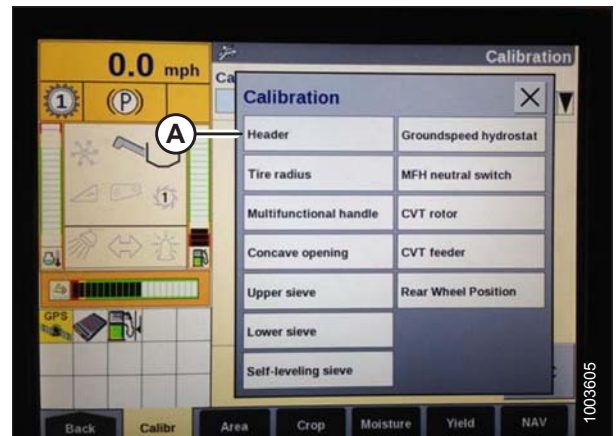 0.0 mph
Calibration
Ca
1
(P)
A
1
GPS
Calibration
Header
Groundspeed hydrostat
Tire radius
MFH neutral switch
Multifunctional handle
CVT rotor
Concave opening
CVT feeder
Upper sieve
Rear Wheel Position
Lower sieve
Self-leveling sieve
Back
Calibr
Area
Crop
Moisture
Yield
NAV
1003605